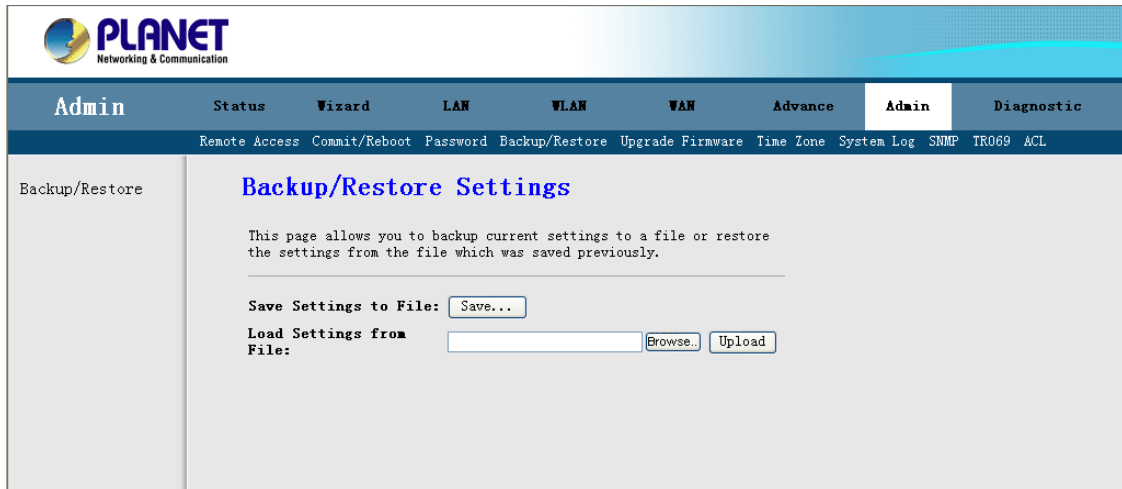 PLANET
Networking & Communication
Admin
Status Wizard LAN WLAN WAN Advance Admin Diagnostic
Remote Access Commit/Reboot Password Backup/Restore Upgrade Firmware Time Zone System Log SNMP TR069 ACL
Backup/Restore
Backup/Restore Settings
This page allows you to backup current settings to a file or restore
the settings from the file which was saved previously.
Save Settings to File: Save...
Load Settings from
File: Browse.. Upload